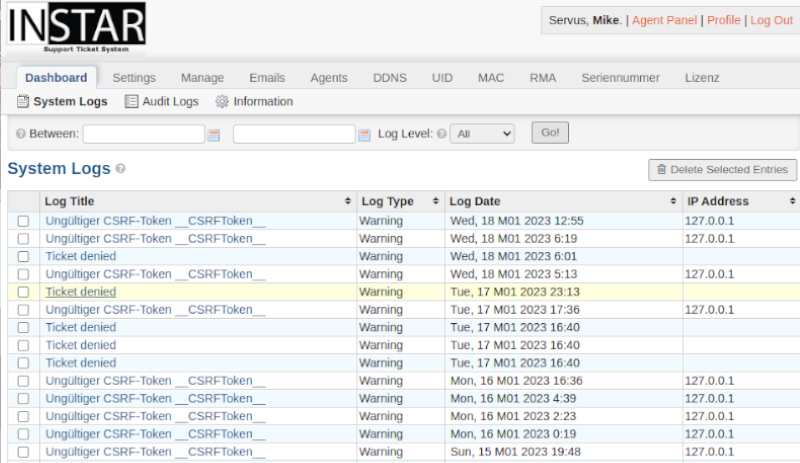 INSTAR
Support Ticket System
Servus, Mike. | Agent Panel | Profile | Log Out
Dashboard Settings Manage Emails Agents DDNS UID MAC RMA Seriennummer Lizenz
System Logs Audit Logs Information
Between: Log Level: All Go!
System Logs Delete Selected Entries
Log Title Log Type Log Date IP Address
Ungültiger CSRF-Token __CSRFToken__ Warning Wed, 18 M01 2023 12:55 127.0.0.1
Ungültiger CSRF-Token __CSRFToken__ Warning Wed, 18 M01 2023 6:19 127.0.0.1
Ticket denied Warning Wed, 18 M01 2023 6:01
Ungültiger CSRF-Token __CSRFToken__ Warning Wed, 18 M01 2023 5:13 127.0.0.1
Ticket denied Warning Tue, 17 M01 2023 23:13
Ungültiger CSRF-Token __CSRFToken__ Warning Tue, 17 M01 2023 17:36 127.0.0.1
Ticket denied Warning Tue, 17 M01 2023 16:40
Ticket denied Warning Tue, 17 M01 2023 16:40
Ticket denied Warning Tue, 17 M01 2023 16:40
Ungültiger CSRF-Token __CSRFToken__ Warning Mon, 16 M01 2023 16:36 127.0.0.1
Ungültiger CSRF-Token __CSRFToken__ Warning Mon, 16 M01 2023 4:39 127.0.0.1
Ungültiger CSRF-Token __CSRFToken__ Warning Mon, 16 M01 2023 2:23 127.0.0.1
Ungültiger CSRF-Token __CSRFToken__ Warning Mon, 16 M01 2023 0:19 127.0.0.1
Ungültiger CSRF-Token __CSRFToken__ Warning Sun, 15 M01 2023 19:48 127.0.0.1